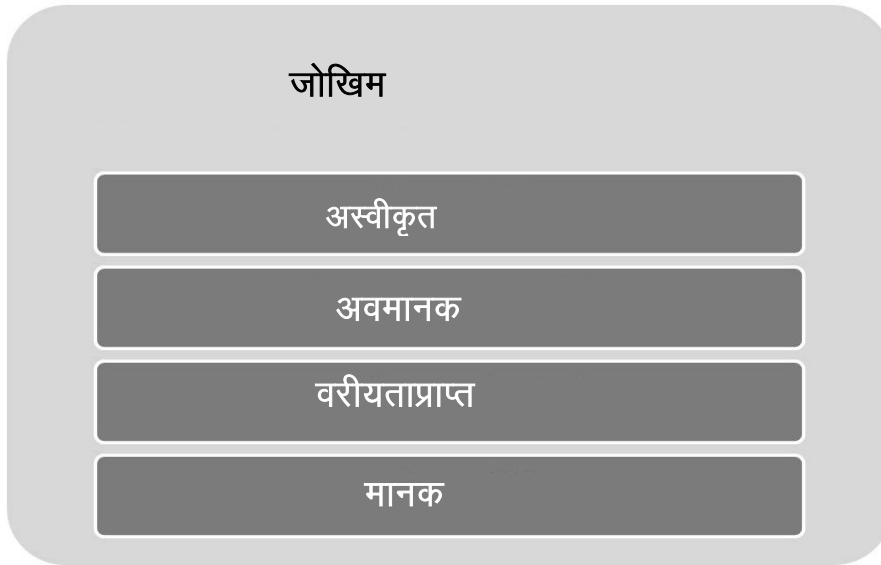 जोखिम
अस्वीकृत
अवमानक
वरीयताप्राप्त
मानक